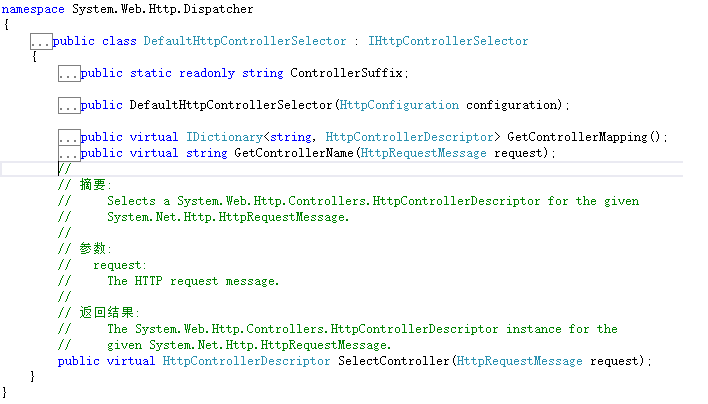 namespace System.Web.Http.Dispatcher
{
...public class DefaultHttpControllerSelector : IHttpControllerSelector
{
...public static readonly string ControllerSuffix;
...public DefaultHttpControllerSelector(HttpConfiguration configuration);
...public virtual IDictionary<string, HttpControllerDescriptor> GetControllerMapping();
...public virtual string GetControllerName(HttpRequestMessage request);
//
// 摘要:
//     Selects a System.Web.Http.Controllers.HttpControllerDescriptor for the given
//     System.Net.Http.HttpRequestMessage.
//
// 参数:
//   request:
//     The HTTP request message.
//
// 返回结果:
//     The System.Web.Http.Controllers.HttpControllerDescriptor instance for the
//     given System.Net.Http.HttpRequestMessage.
public virtual HttpControllerDescriptor SelectController(HttpRequestMessage request);
}
}